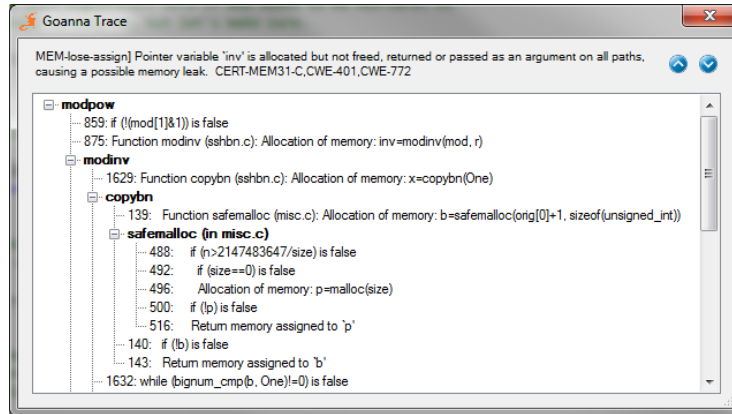 Goanna Trace
MEM-lose-assign] Pointer variable 'inv' is allocated but not freed, returned or passed as an argument on all paths,
causing a possible memory leak. CERT-MEM31-C,CWE-401,CWE-772
modpow
859: if (!(mod[1]&1)) is false
875: Function modinv (sshbn.c): Allocation of memory: inv=modinv(mod, r)
modinv
1629: Function copybn (sshbn.c): Allocation of memory: x=copybn(One)
copybn
139: Function safemalloc (misc.c): Allocation of memory: b=safemalloc(orig[0]+1, sizeof(unsigned_int))
safemalloc (in misc.c)
488: if (n>2147483647/size) is false
492: if (size==0) is false
496: Allocation of memory: p=malloc(size)
500: if (!p) is false
516: Return memory assigned to 'p'
140: if (!b) is false
143: Return memory assigned to 'b'
1632: while (bignum_cmp(b, One)!=0) is false